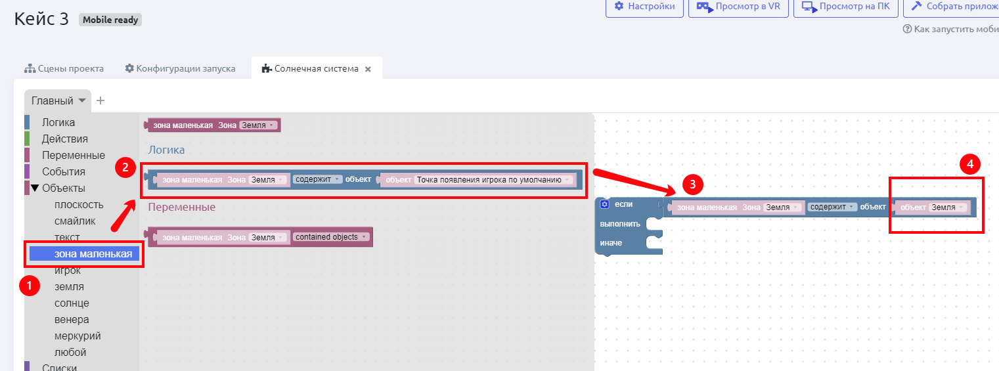 Настройки
Просмотр в VR
Просмотр на ПК
Собрать прилож
Кейс 3 Mobile ready
Как запустить моби
Сцены проекта
Конфигурации запуска
Солнечная система ×
Главный +
Логика
Действия
Переменные
События
Объекты
плоскость
смайлик
текст
зона маленькая
игрок
земля
солнце
венера
меркурий
любой
Списки
1
зона маленькая Зона Земля
Логика
2
зона маленькая Зона Земля содержит объект объект Точка появления игрока по умолчанию
Переменные
зона маленькая Зона Земля contained objects
3
4
если зона маленькая Зона Земля содержит объект объект Земля
выполнить
иначе